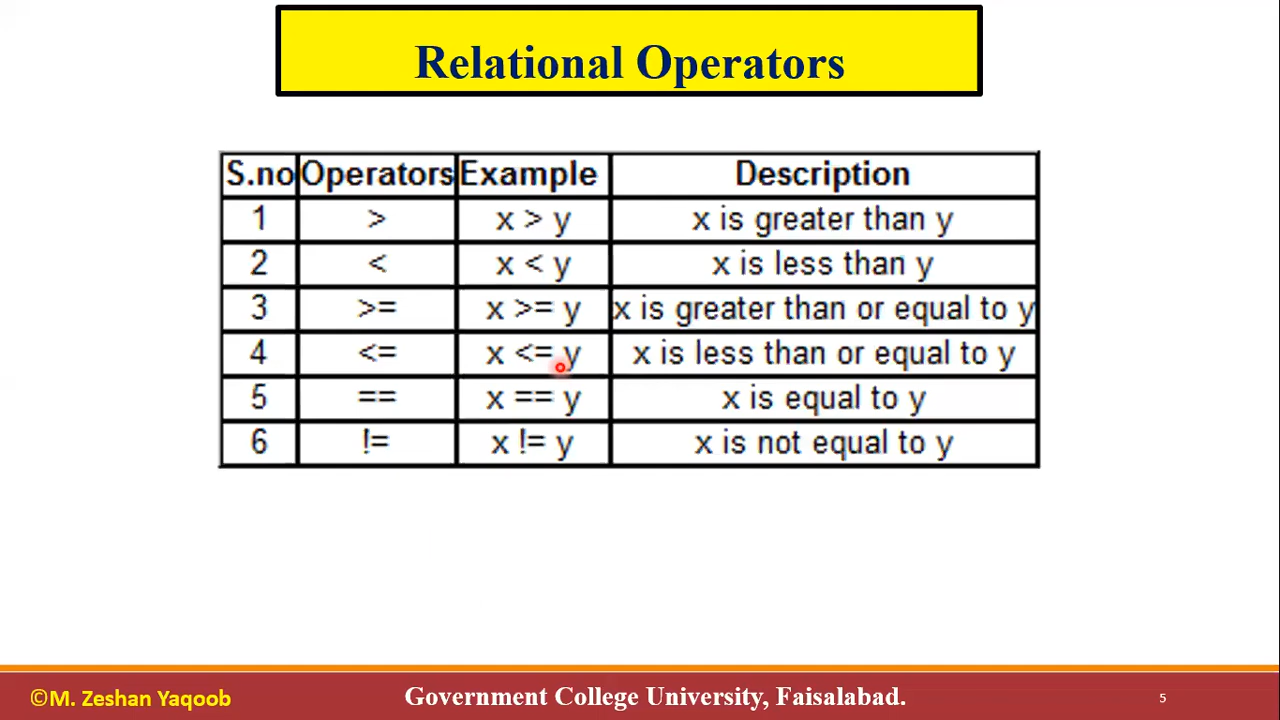 Relational Operators
S.no Operators Example Description
1 > x > y x is greater than y
2 < x < y x is less than y
3 >= x >= y x is greater than or equal to y
4 <= x <= y x is less than or equal to y
5 == x == y x is equal to y
6 != x != y x is not equal to y
©M. Zeshan Yaqoob Government College University, Faisalabad. 5